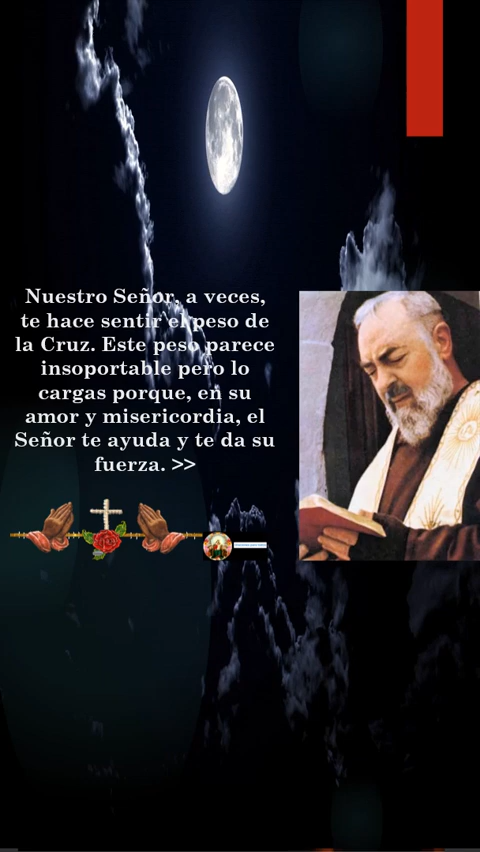 Nuestro Señor, a veces,
te hace sentir el peso de
la Cruz. Este peso parece
insoportable pero lo
cargas porque, en su
amor y misericordia, el
Señor te ayuda y te da su
fuerza. >>